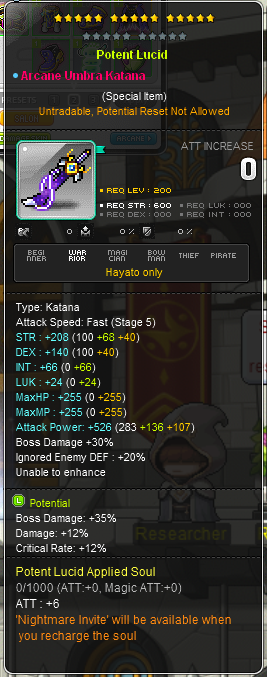 Potent Lucid
Arcane Umbra Katana
(Special Item)
Untradable, Potential Reset Not Allowed
ATT INCREASE
0
REQ LEV : 200
REQ STR : 600
REQ LUK : 000
REQ DEX : 000
REQ INT : 000
0
0%
0%
BEGINNER
WARRIOR
MAGICIAN
BOWMAN
THIEF
PIRATE
Hayato only
Type: Katana
Attack Speed: Fast (Stage 5)
STR : +208 (100 +68 +40)
DEX : +140 (100 +40)
INT : +66 (0 +66)
LUK : +24 (0 +24)
MaxHP : +255 (0 +255)
MaxMP : +255 (0 +255)
Attack Power: +526 (283 +136 +107)
Boss Damage +30%
Ignored Enemy DEF : +20%
Unable to enhance
L Potential
Boss Damage: +35%
Damage: +12%
Critical Rate: +12%
Potent Lucid Applied Soul
0/1000 (ATT:+0, Magic ATT:+0)
ATT : +6
'Nightmare Invite' will be available when
you recharge the soul
Researcher